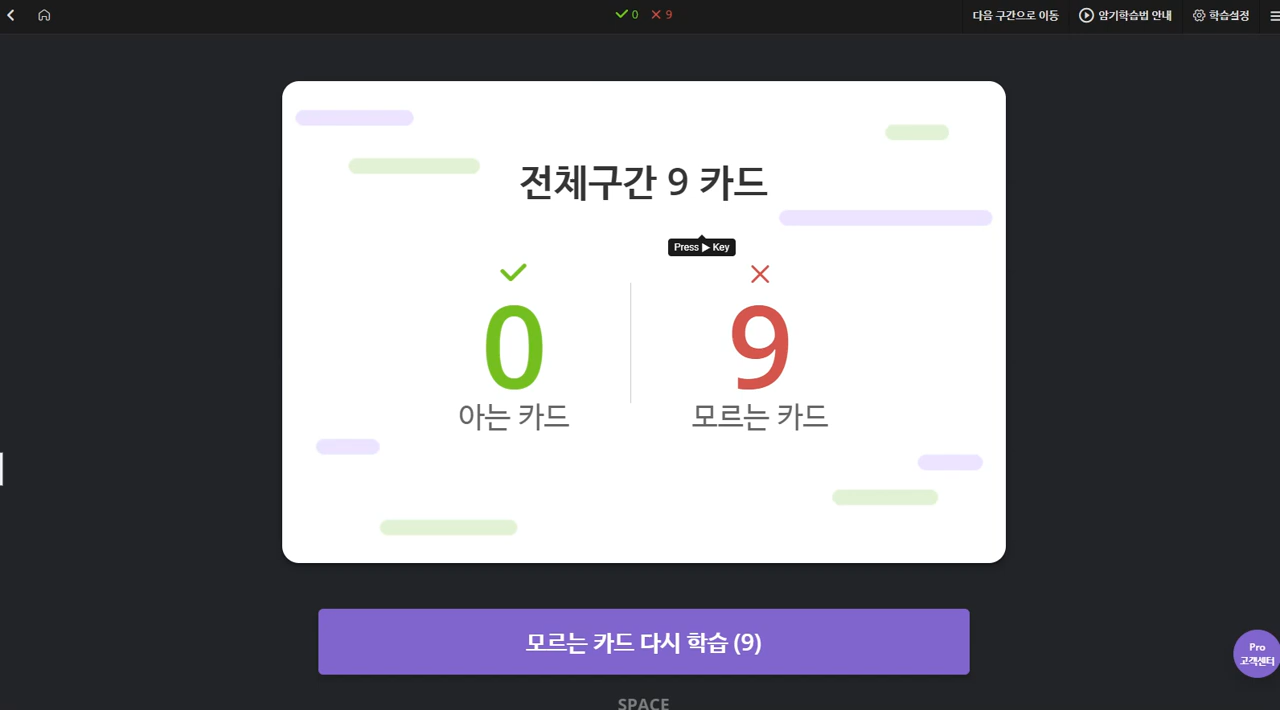 0 9 다음 구간으로 이동 암기학습법 안내 학습설정
전체구간 9 카드
Press ▶ Key
0 9
아는 카드 모르는 카드
모르는 카드 다시 학습 (9)
Pro
고객센터
SPACE